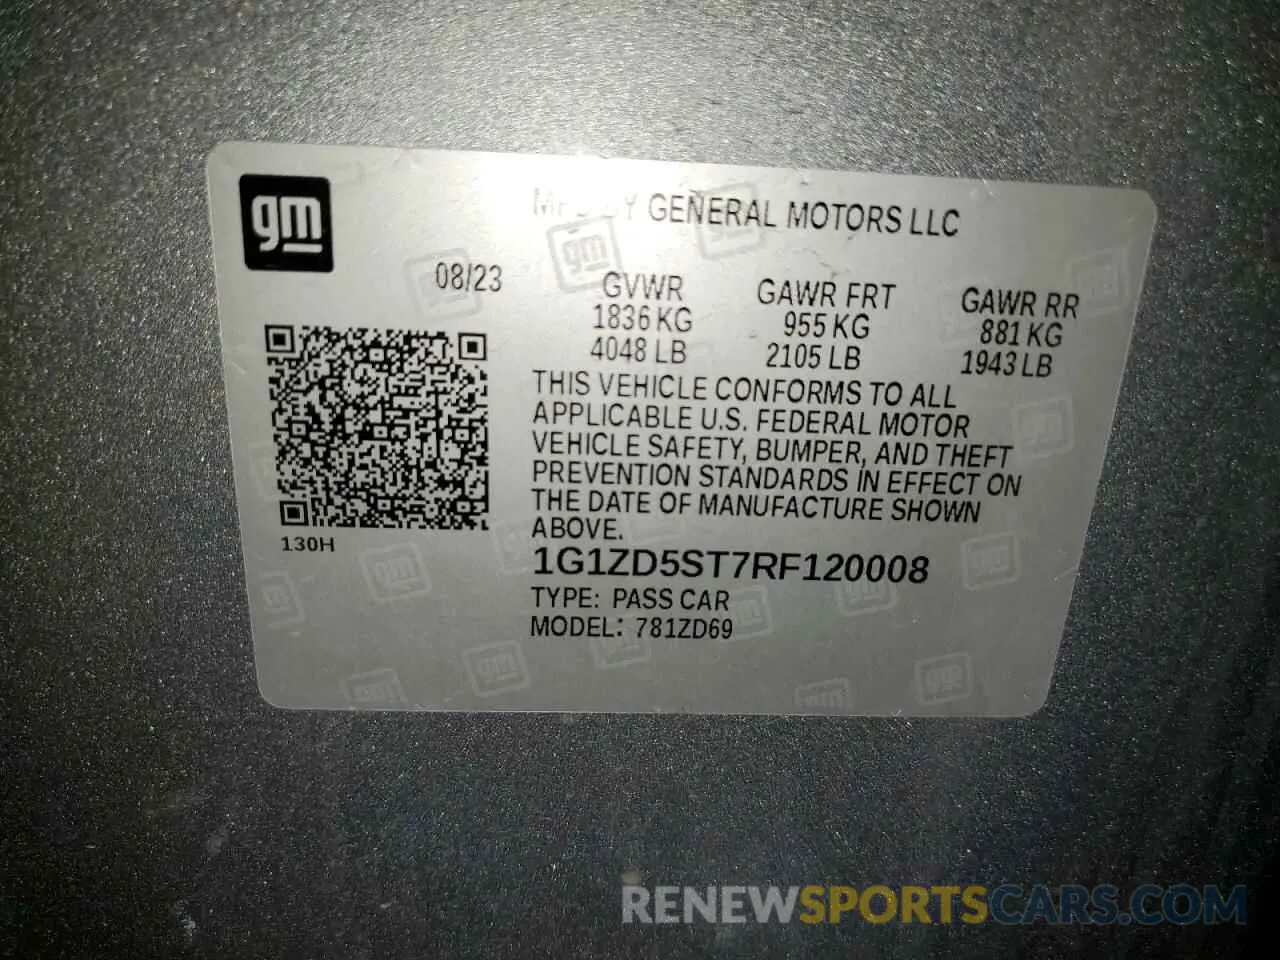 gm
MFD BY GENERAL MOTORS LLC
08/23
GVWR GAWR FRT GAWR RR
1836 KG 955 KG 881 KG
4048 LB 2105 LB 1943 LB
THIS VEHICLE CONFORMS TO ALL
APPLICABLE U.S. FEDERAL MOTOR
VEHICLE SAFETY, BUMPER, AND THEFT
PREVENTION STANDARDS IN EFFECT ON
THE DATE OF MANUFACTURE SHOWN
ABOVE.
130H
1G1ZD5ST7RF120008
TYPE: PASS CAR
MODEL: 781ZD69
RENEWSPORTSCARS.COM